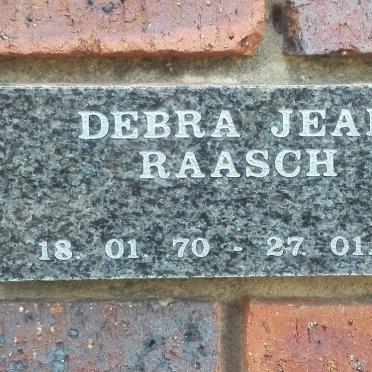 DEBRA JEA
RAASCH
18. 01. 70 - 27. 01.